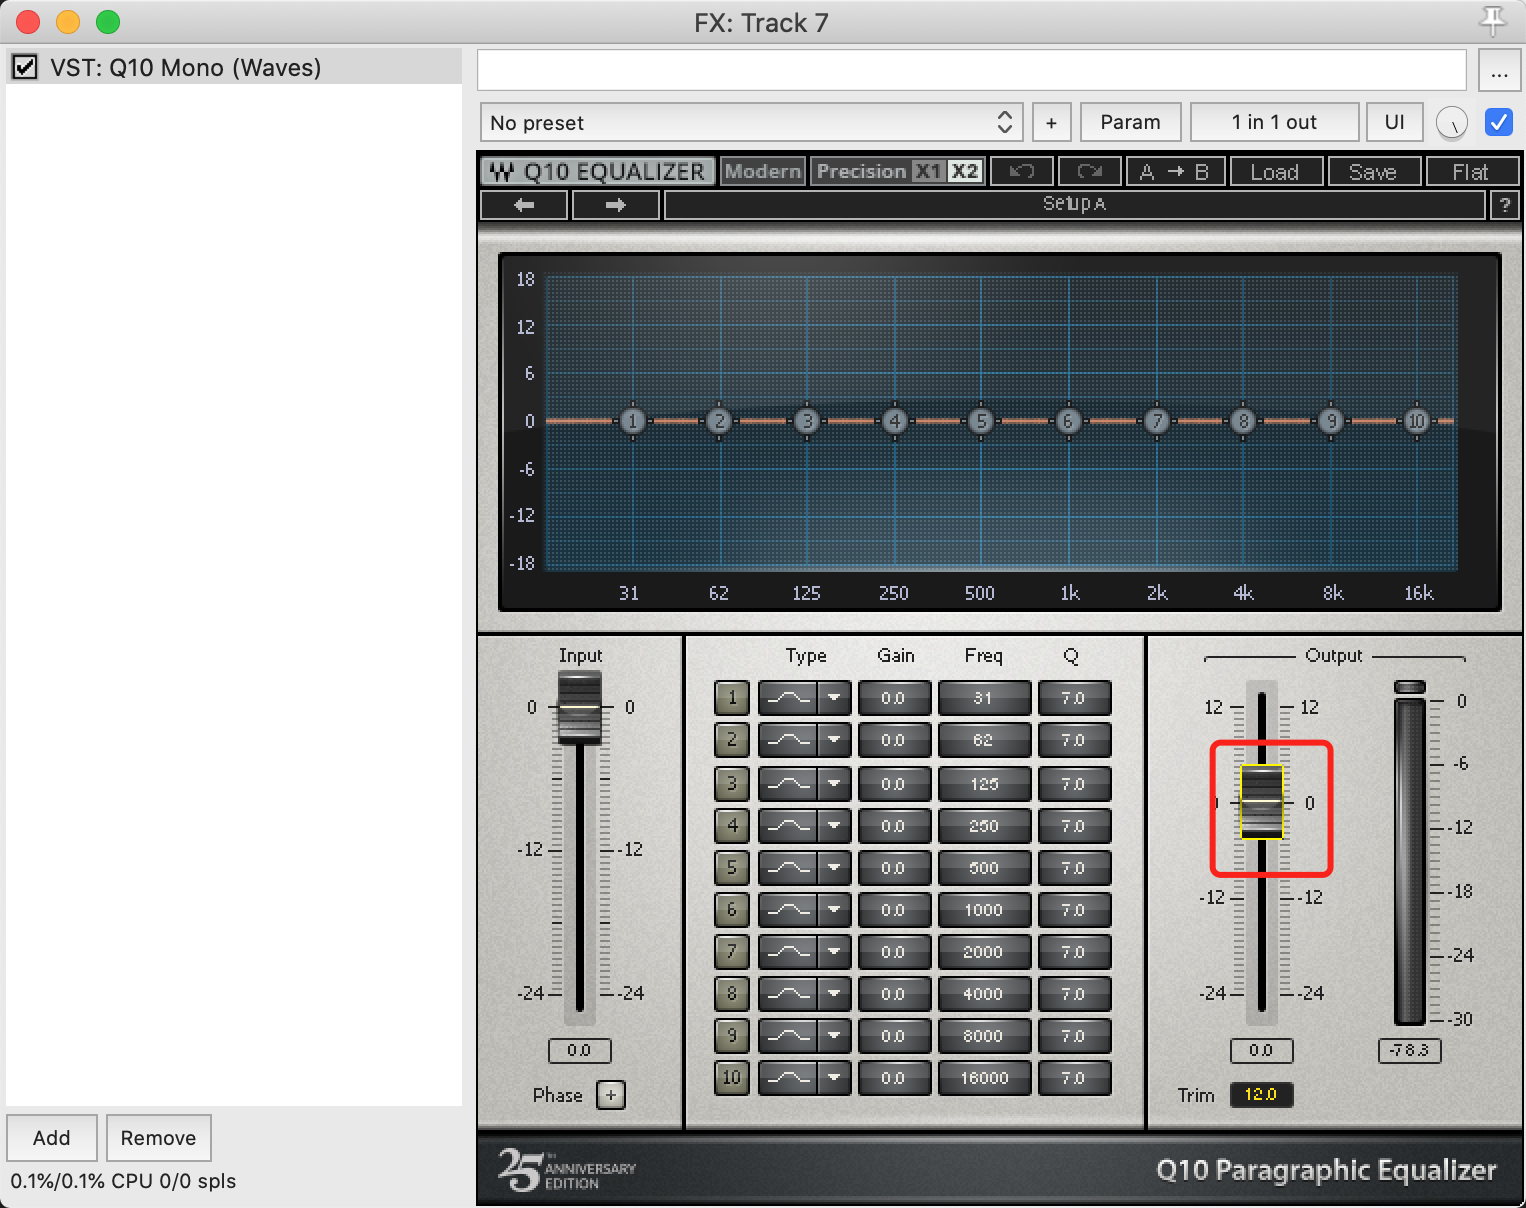 FX: Track 7
VST: Q10 Mono (Waves)
...
No preset
+
Param
1 in 1 out
UI
Q10 EQUALIZER
Modern
Precision X1 X2
A → B
Load
Save
Flat
Setup A
?
18
12
6
0
-6
-12
-18
31 62 125 250 500 1k 2k 4k 8k 16k
1 2 3 4 5 6 7 8 9 10
Input
0 0
-12 -12
-24 -24
0.0
Phase +
Type Gain Freq Q
1 0.0 31 7.0
2 0.0 62 7.0
3 0.0 125 7.0
4 0.0 250 7.0
5 0.0 500 7.0
6 0.0 1000 7.0
7 0.0 2000 7.0
8 0.0 4000 7.0
9 0.0 8000 7.0
10 0.0 16000 7.0
Output
12 12
0
-12 -12
-24 -24
0.0
Trim 12.0
0
-6
-12
-18
-24
-30
-78.3
Add
Remove
0.1%/0.1% CPU 0/0 spls
25TH ANNIVERSARY
EDITION
Q10 Paragraphic Equalizer